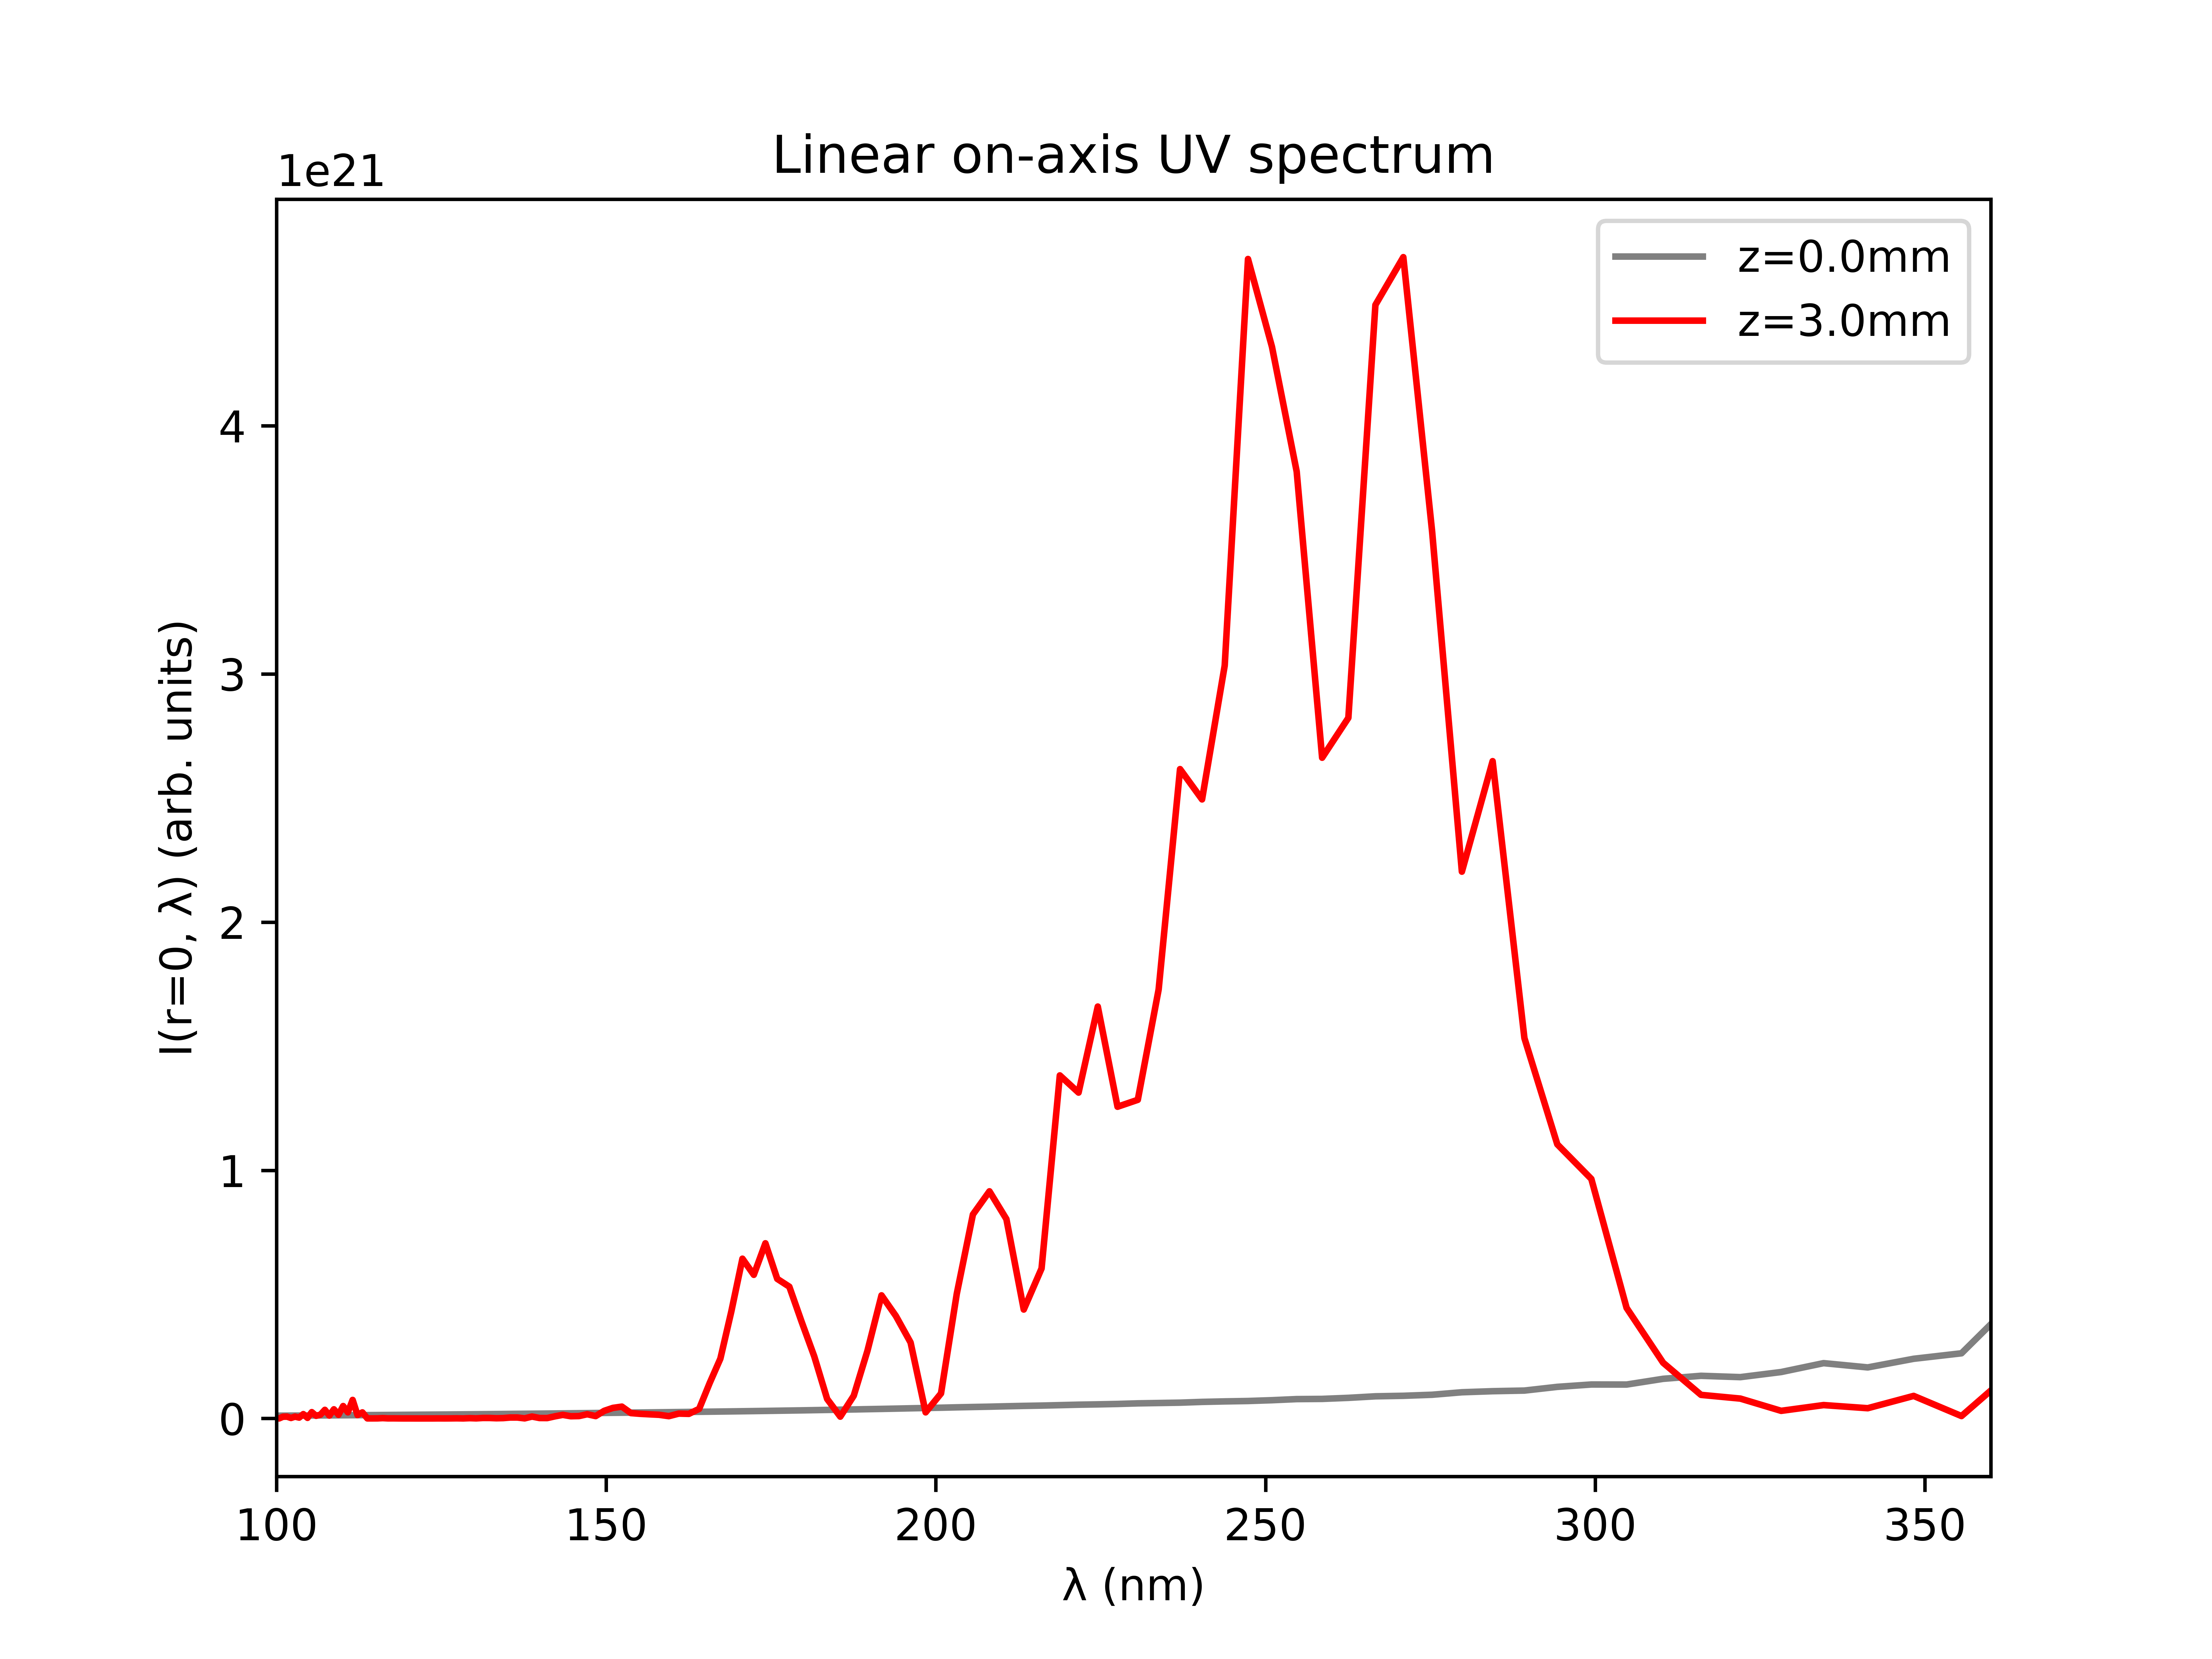 Linear on-axis UV spectrum
1e21
z=0.0mm
z=3.0mm
4
3
2
1
0
I(r=0, λ) (arb. units)
100 150 200 250 300 350
λ (nm)